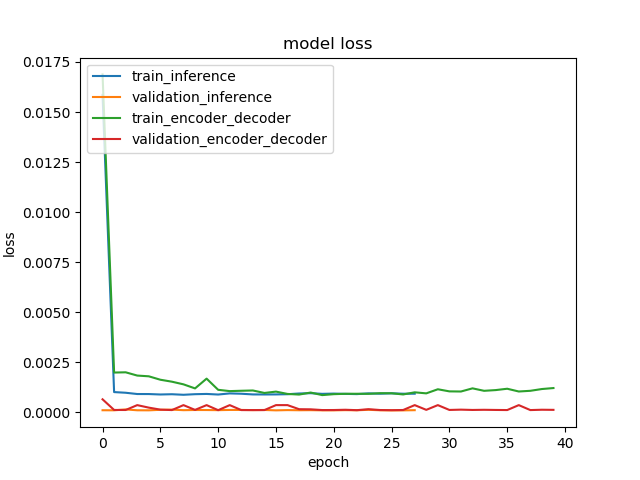 model loss
0.0175
0.0150
0.0125
0.0100
0.0075
0.0050
0.0025
0.0000
loss
train_inference
validation_inference
train_encoder_decoder
validation_encoder_decoder
0 5 10 15 20 25 30 35 40
epoch